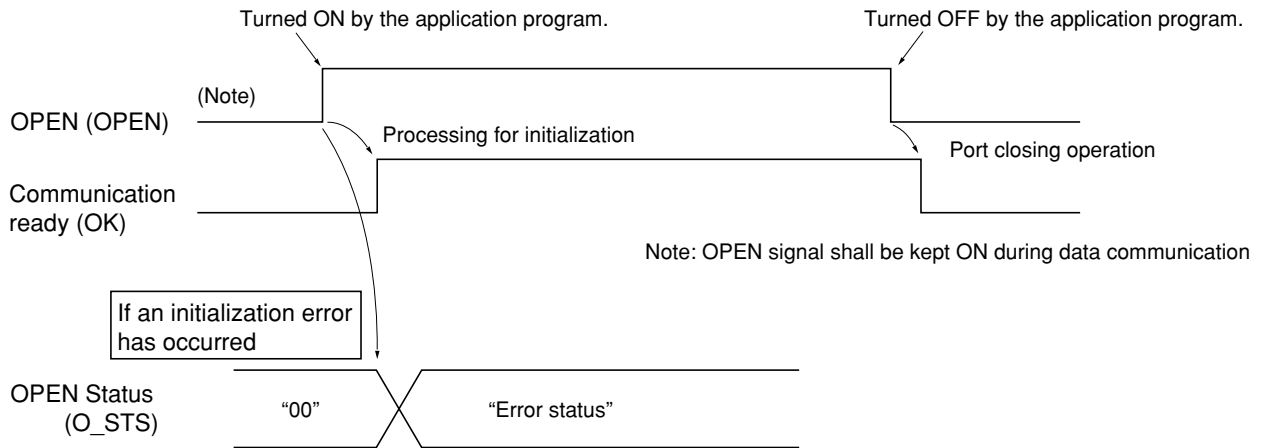 Turned ON by the application program.
Turned OFF by the application program.
(Note)
OPEN (OPEN)
Processing for initialization
Port closing operation
Communication
ready (OK)
Note: OPEN signal shall be kept ON during data communication
If an initialization error
has occurred
OPEN Status
(O_STS)
“00”
“Error status”